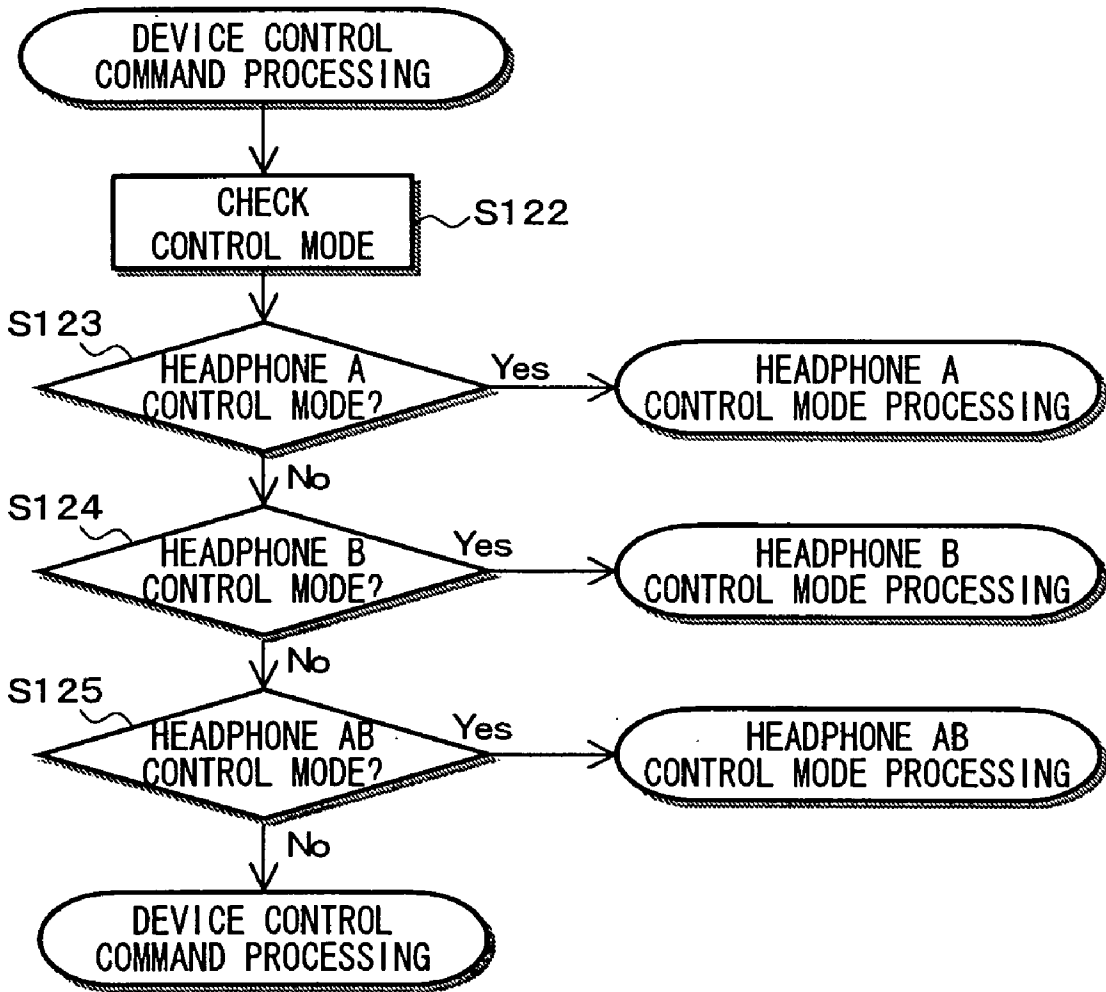 DEVICE CONTROL
COMMAND PROCESSING
CHECK
CONTROL MODE
S122
S123
HEADPHONE A
CONTROL MODE?
Yes
HEADPHONE A
CONTROL MODE PROCESSING
No
S124
HEADPHONE B
CONTROL MODE?
Yes
HEADPHONE B
CONTROL MODE PROCESSING
No
S125
HEADPHONE AB
CONTROL MODE?
Yes
HEADPHONE AB
CONTROL MODE PROCESSING
No
DEVICE CONTROL
COMMAND PROCESSING